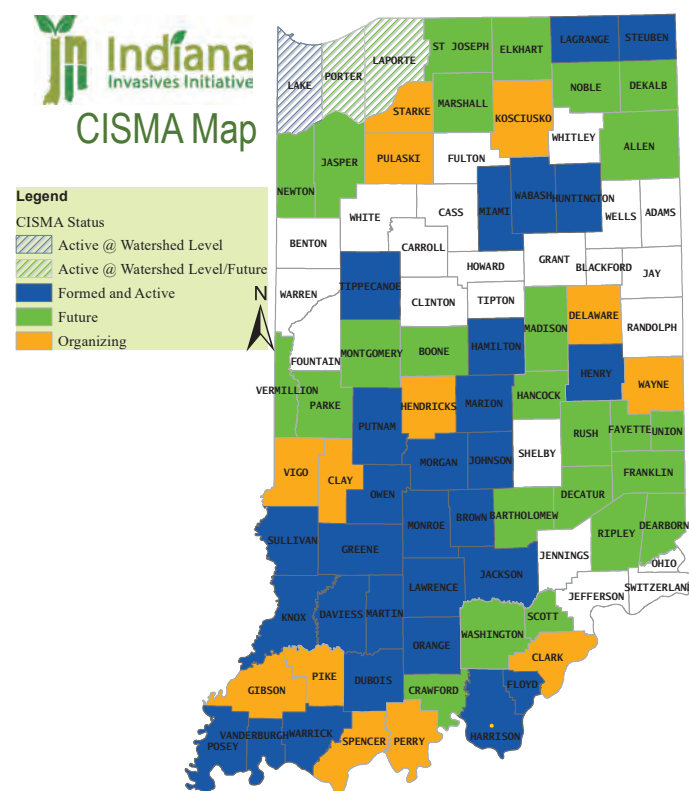 Indiana
Invasives Initiative
CISMA Map
Legend
CISMA Status
Active @ Watershed Level
Active @ Watershed Level/Future
Formed and Active
Future
Organizing
N
LAKE
PORTER
LAPORTE
ST JOSEPH
ELKHART
LAGRANGE
STEUBEN
NOBLE
DEKALB
STARKE
MARSHALL
KOSCIUSKO
WHITLEY
ALLEN
NEWTON
JASPER
PULASKI
FULTON
MIAMI
WABASH
HUNTINGTON
WELLS
ADAMS
WHITE
CASS
BENTON
CARROLL
HOWARD
GRANT
BLACKFORD
JAY
WARREN
TIPPECANOE
CLINTON
TIPTON
DELAWARE
RANDOLPH
FOUNTAIN
MONTGOMERY
BOONE
HAMILTON
MADISON
HENRY
WAYNE
VERMILLION
PARKE
PUTNAM
HENDRICKS
MARION
HANCOCK
RUSH
FAYETTE
UNION
VIGO
CLAY
OWEN
MORGAN
JOHNSON
SHELBY
DECATUR
FRANKLIN
SULLIVAN
GREENE
MONROE
BROWN
BARTHOLOMEW
RIPLEY
DEARBORN
JENNINGS
OHIO
KNOX
DAVIESS
MARTIN
LAWRENCE
JACKSON
JEFFERSON
SWITZERLAND
ORANGE
WASHINGTON
SCOTT
CLARK
GIBSON
PIKE
DUBOIS
CRAWFORD
FLOYD
HARRISON
POSEY
VANDERBURGH
WARRICK
SPENCER
PERRY